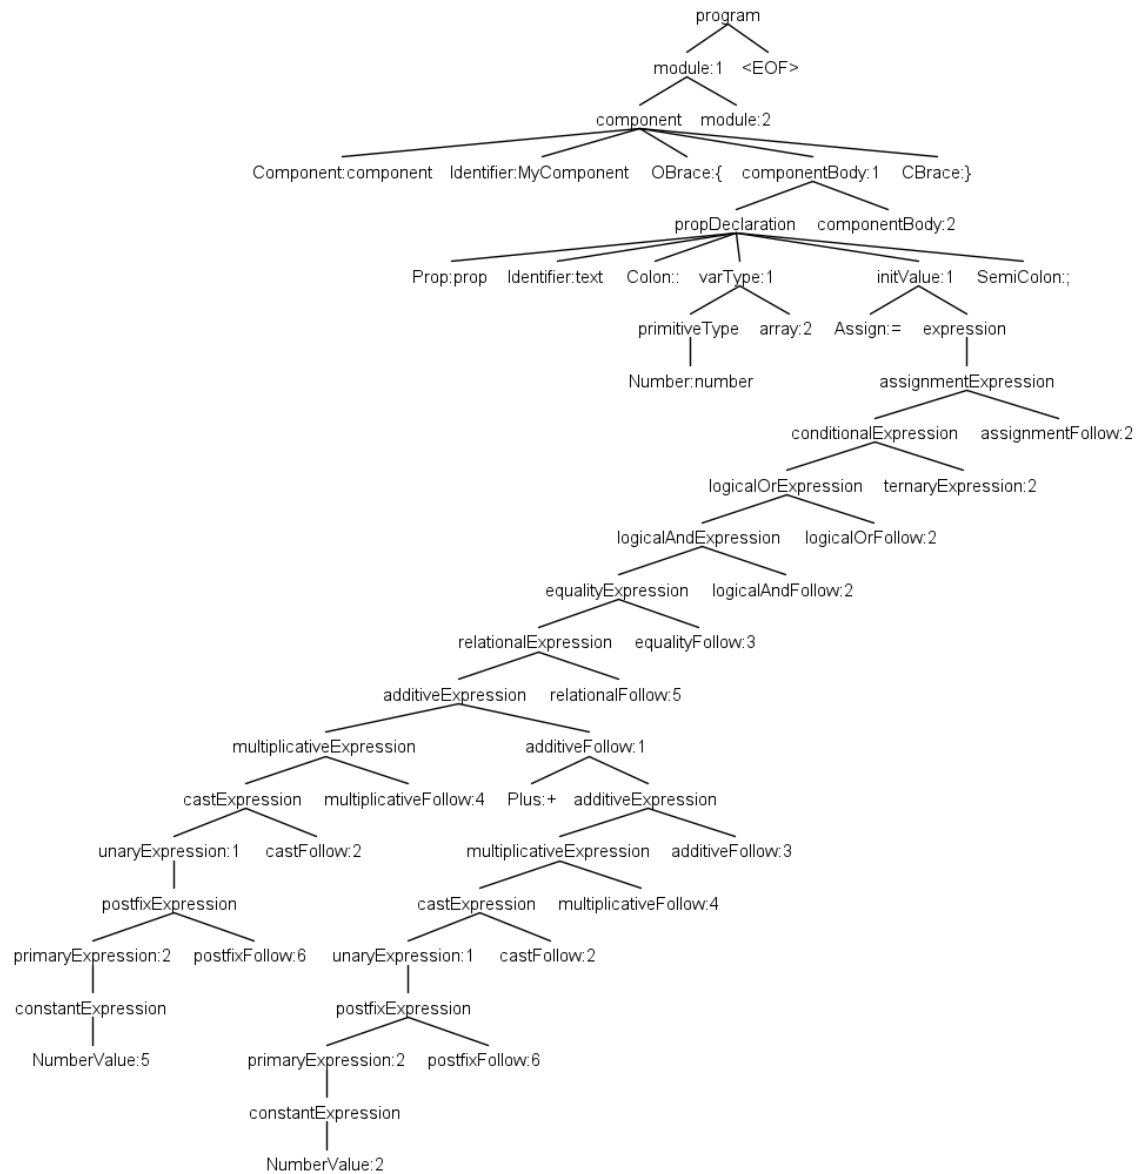 program
module:1 <EOF>
component module:2
Component:component Identifier:MyComponent OBrace:{ componentBody:1 CBrace:}
propDeclaration componentBody:2
Prop:prop Identifier:text Colon:: varType:1 initValue:1 SemiColon:;
primitiveType array:2 Assign:= expression
Number:number assignmentExpression
conditionalExpression assignmentFollow:2
logicalOrExpression ternaryExpression:2
logicalAndExpression logicalOrFollow:2
equalityExpression logicalAndFollow:2
relationalExpression equalityFollow:3
additiveExpression relationalFollow:5
multiplicativeExpression additiveFollow:1
castExpression multiplicativeFollow:4 Plus:+ additiveExpression
unaryExpression:1 castFollow:2 multiplicativeExpression additiveFollow:3
postfixExpression castExpression multiplicativeFollow:4
primaryExpression:2 postfixFollow:6 unaryExpression:1 castFollow:2
constantExpression postfixExpression
NumberValue:5 primaryExpression:2 postfixFollow:6
constantExpression
NumberValue:2